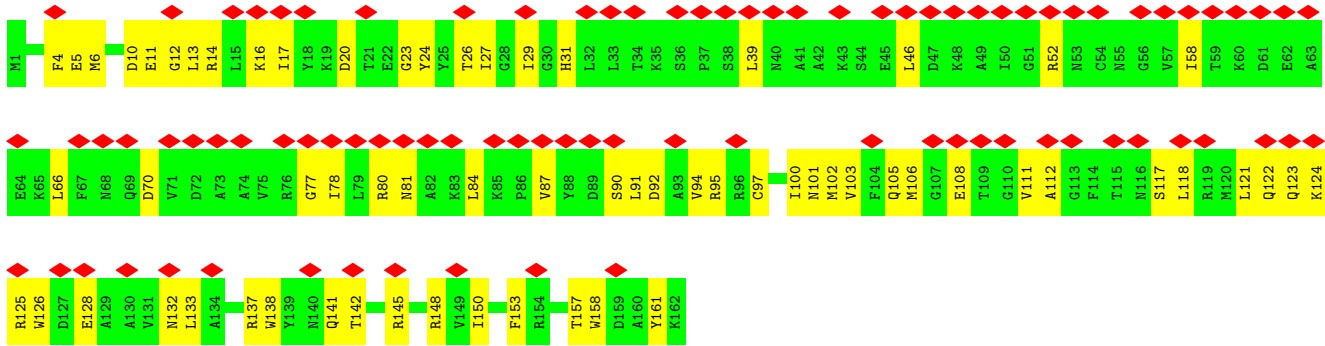 M1 F4 E5 M6 D10 E11 G12 L13 R14 L15 K16 I17 Y18 K19 D20 T21 E22 G23 Y24 Y25 T26 I27 G28 I29 G30 H31 L32 L33 T34 K35 S36 P37 S38 L39 N40 A41 A42 K43 S44 E45 L46 D47 K48 A49 I50 G51 R52 N53 C54 N55 G56 V57 I58 T59 K60 D61 E62 A63
E64 K65 L66 F67 N68 Q69 D70 V71 D72 A73 A74 V75 R76 G77 I78 L79 R80 N81 A82 K83 L84 K85 P86 V87 Y88 D89 S90 L91 D92 A93 V94 R95 R96 C97 I100 N101 M102 V103 F104 Q105 M106 G107 E108 T109 G110 V111 A112 G113 F114 T115 N116 S117 L118 R119 M120 L121 Q122 Q123 K124
R125 W126 D127 E128 A129 A130 V131 N132 L133 A134 R137 W138 Y139 N140 Q141 T142 R145 R148 V149 I150 F153 R154 T157 W158 D159 A160 Y161 K162